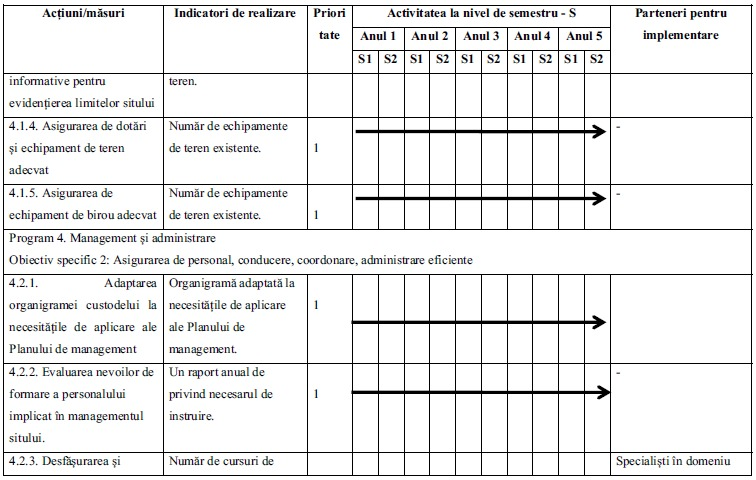 Acțiuni/măsuri
Indicatori de realizare
Priori
tate
Activitatea la nivel de semestru - S
Parteneri pentru
implementare
Anul 1
Anul 2
Anul 3
Anul 4
Anul 5
S1
S2
S1
S2
S1
S2
S1
S2
S1
S2
informative pentru
evidențierea limitelor sitului
teren.
4.1.4. Asigurarea de dotări
și echipament de teren
adecvat
Număr de echipamente
de teren existente.
1
-
4.1.5. Asigurarea de
echipament de birou adecvat
Număr de echipamente
de teren existente.
1
-
Program 4. Management și administrare
Obiectiv specific 2: Asigurarea de personal, conducere, coordonare, administrare eficiente
4.2.1. Adaptarea
organigramei custodelui la
necesitățile de aplicare ale
Planului de management
Organigramă adaptată la
necesitățile de aplicare
ale Planului de
management.
1
4.2.2. Evaluarea nevoilor de
formare a personalului
implicat în managementul
sitului.
Un raport anual de
privind necesarul de
instruire.
1
-
4.2.3. Desfășurarea și
Număr de cursuri de
Specialiști în domeniu